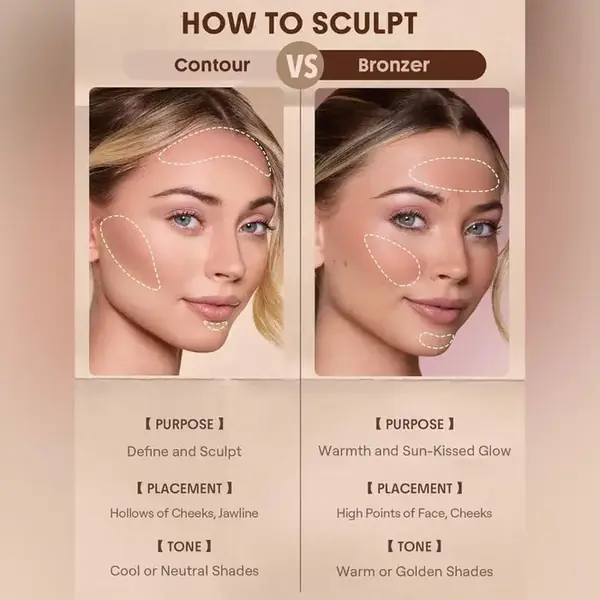 HOW TO SCULPT
Contour VS Bronzer
【 PURPOSE 】
Define and Sculpt
【 PLACEMENT 】
Hollows of Cheeks, Jawline
【 TONE 】
Cool or Neutral Shades
【 PURPOSE 】
Warmth and Sun-Kissed Glow
【 PLACEMENT 】
High Points of Face, Cheeks
【 TONE 】
Warm or Golden Shades